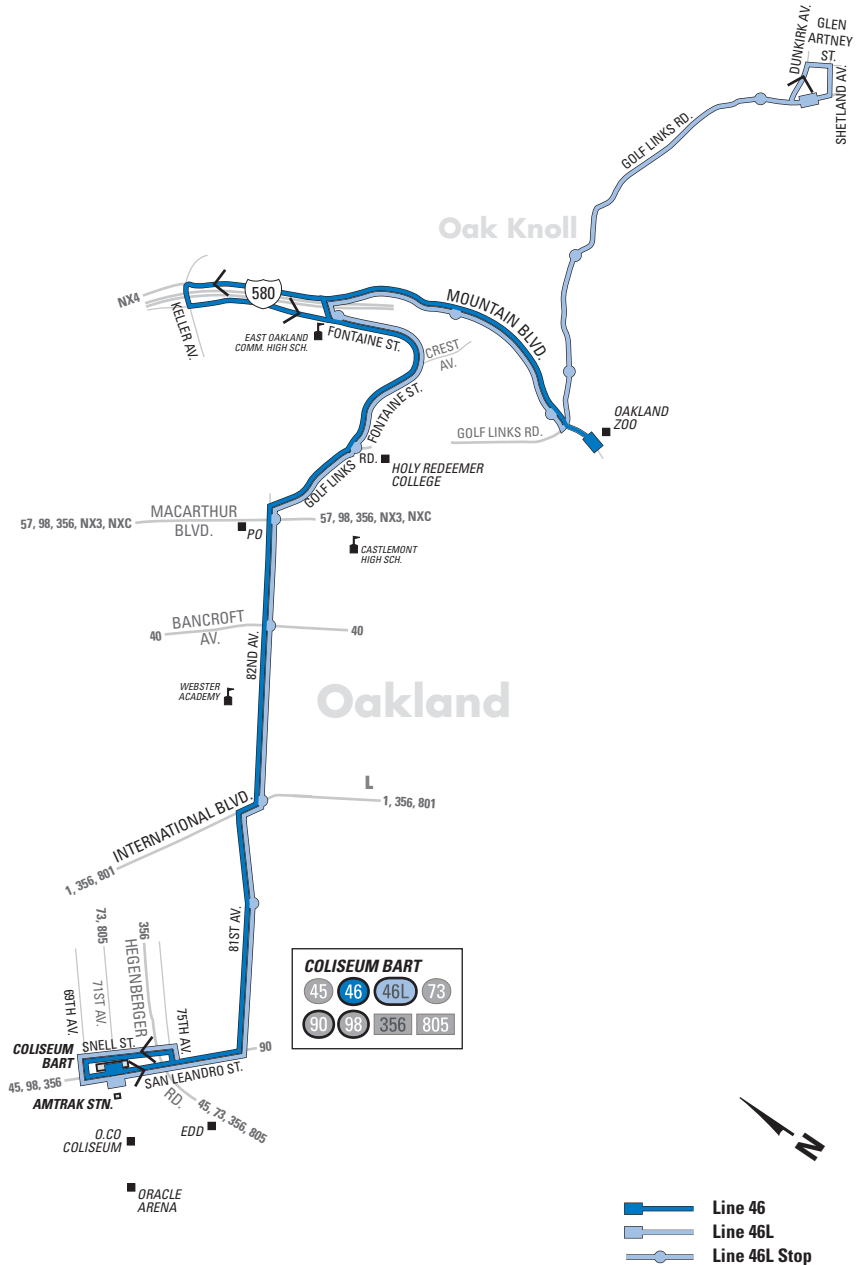 GLEN
ARTNEY
ST.
DUNKIRK AV.
SHETLAND AV.
GOLF LINKS RD.
Oak Knoll
NX4
580
KELLER AV.
MOUNTAIN BLVD.
EAST OAKLAND
COMM. HIGH SCH.
FONTAINE ST.
CREST
AV.
FONTAINE ST.
OAKLAND
ZOO
GOLF LINKS RD.
GOLF LINKS RD.
HOLY REDEEMER
COLLEGE
57, 98, 356, NX3, NXC
MACARTHUR
BLVD.
PO
57, 98, 356, NX3, NXC
CASTLEMONT
HIGH SCH.
BANCROFT
AV.
40
40
82ND AV.
WEBSTER
ACADEMY
Oakland
L
INTERNATIONAL BLVD.
1, 356, 801
1, 356, 801
81ST AV.
73, 805
356
69TH AV.
71ST AV.
HEGENBERGER
RD.
75TH AV.
COLISEUM BART
45 46 46L 73
90 98 356 805
SNELL ST.
90
COLISEUM
BART
SAN LEANDRO ST.
45, 98, 356
AMTRAK STN.
45, 73, 356, 805
EDD
O.CO
COLISEUM
ORACLE
ARENA
N
Line 46
Line 46L
Line 46L Stop